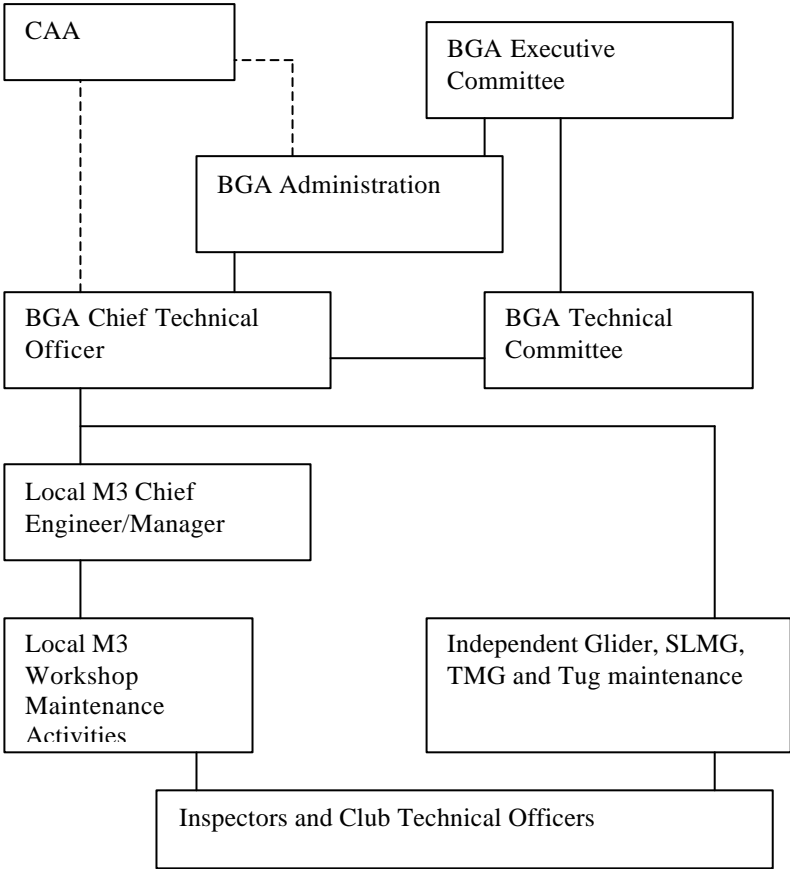 CAA
BGA Executive
Committee
BGA Administration
BGA Chief Technical
Officer
BGA Technical
Committee
Local M3 Chief
Engineer/Manager
Local M3
Workshop
Maintenance
Activities
Independent Glider, SLMG,
TMG and Tug maintenance
Inspectors and Club Technical Officers